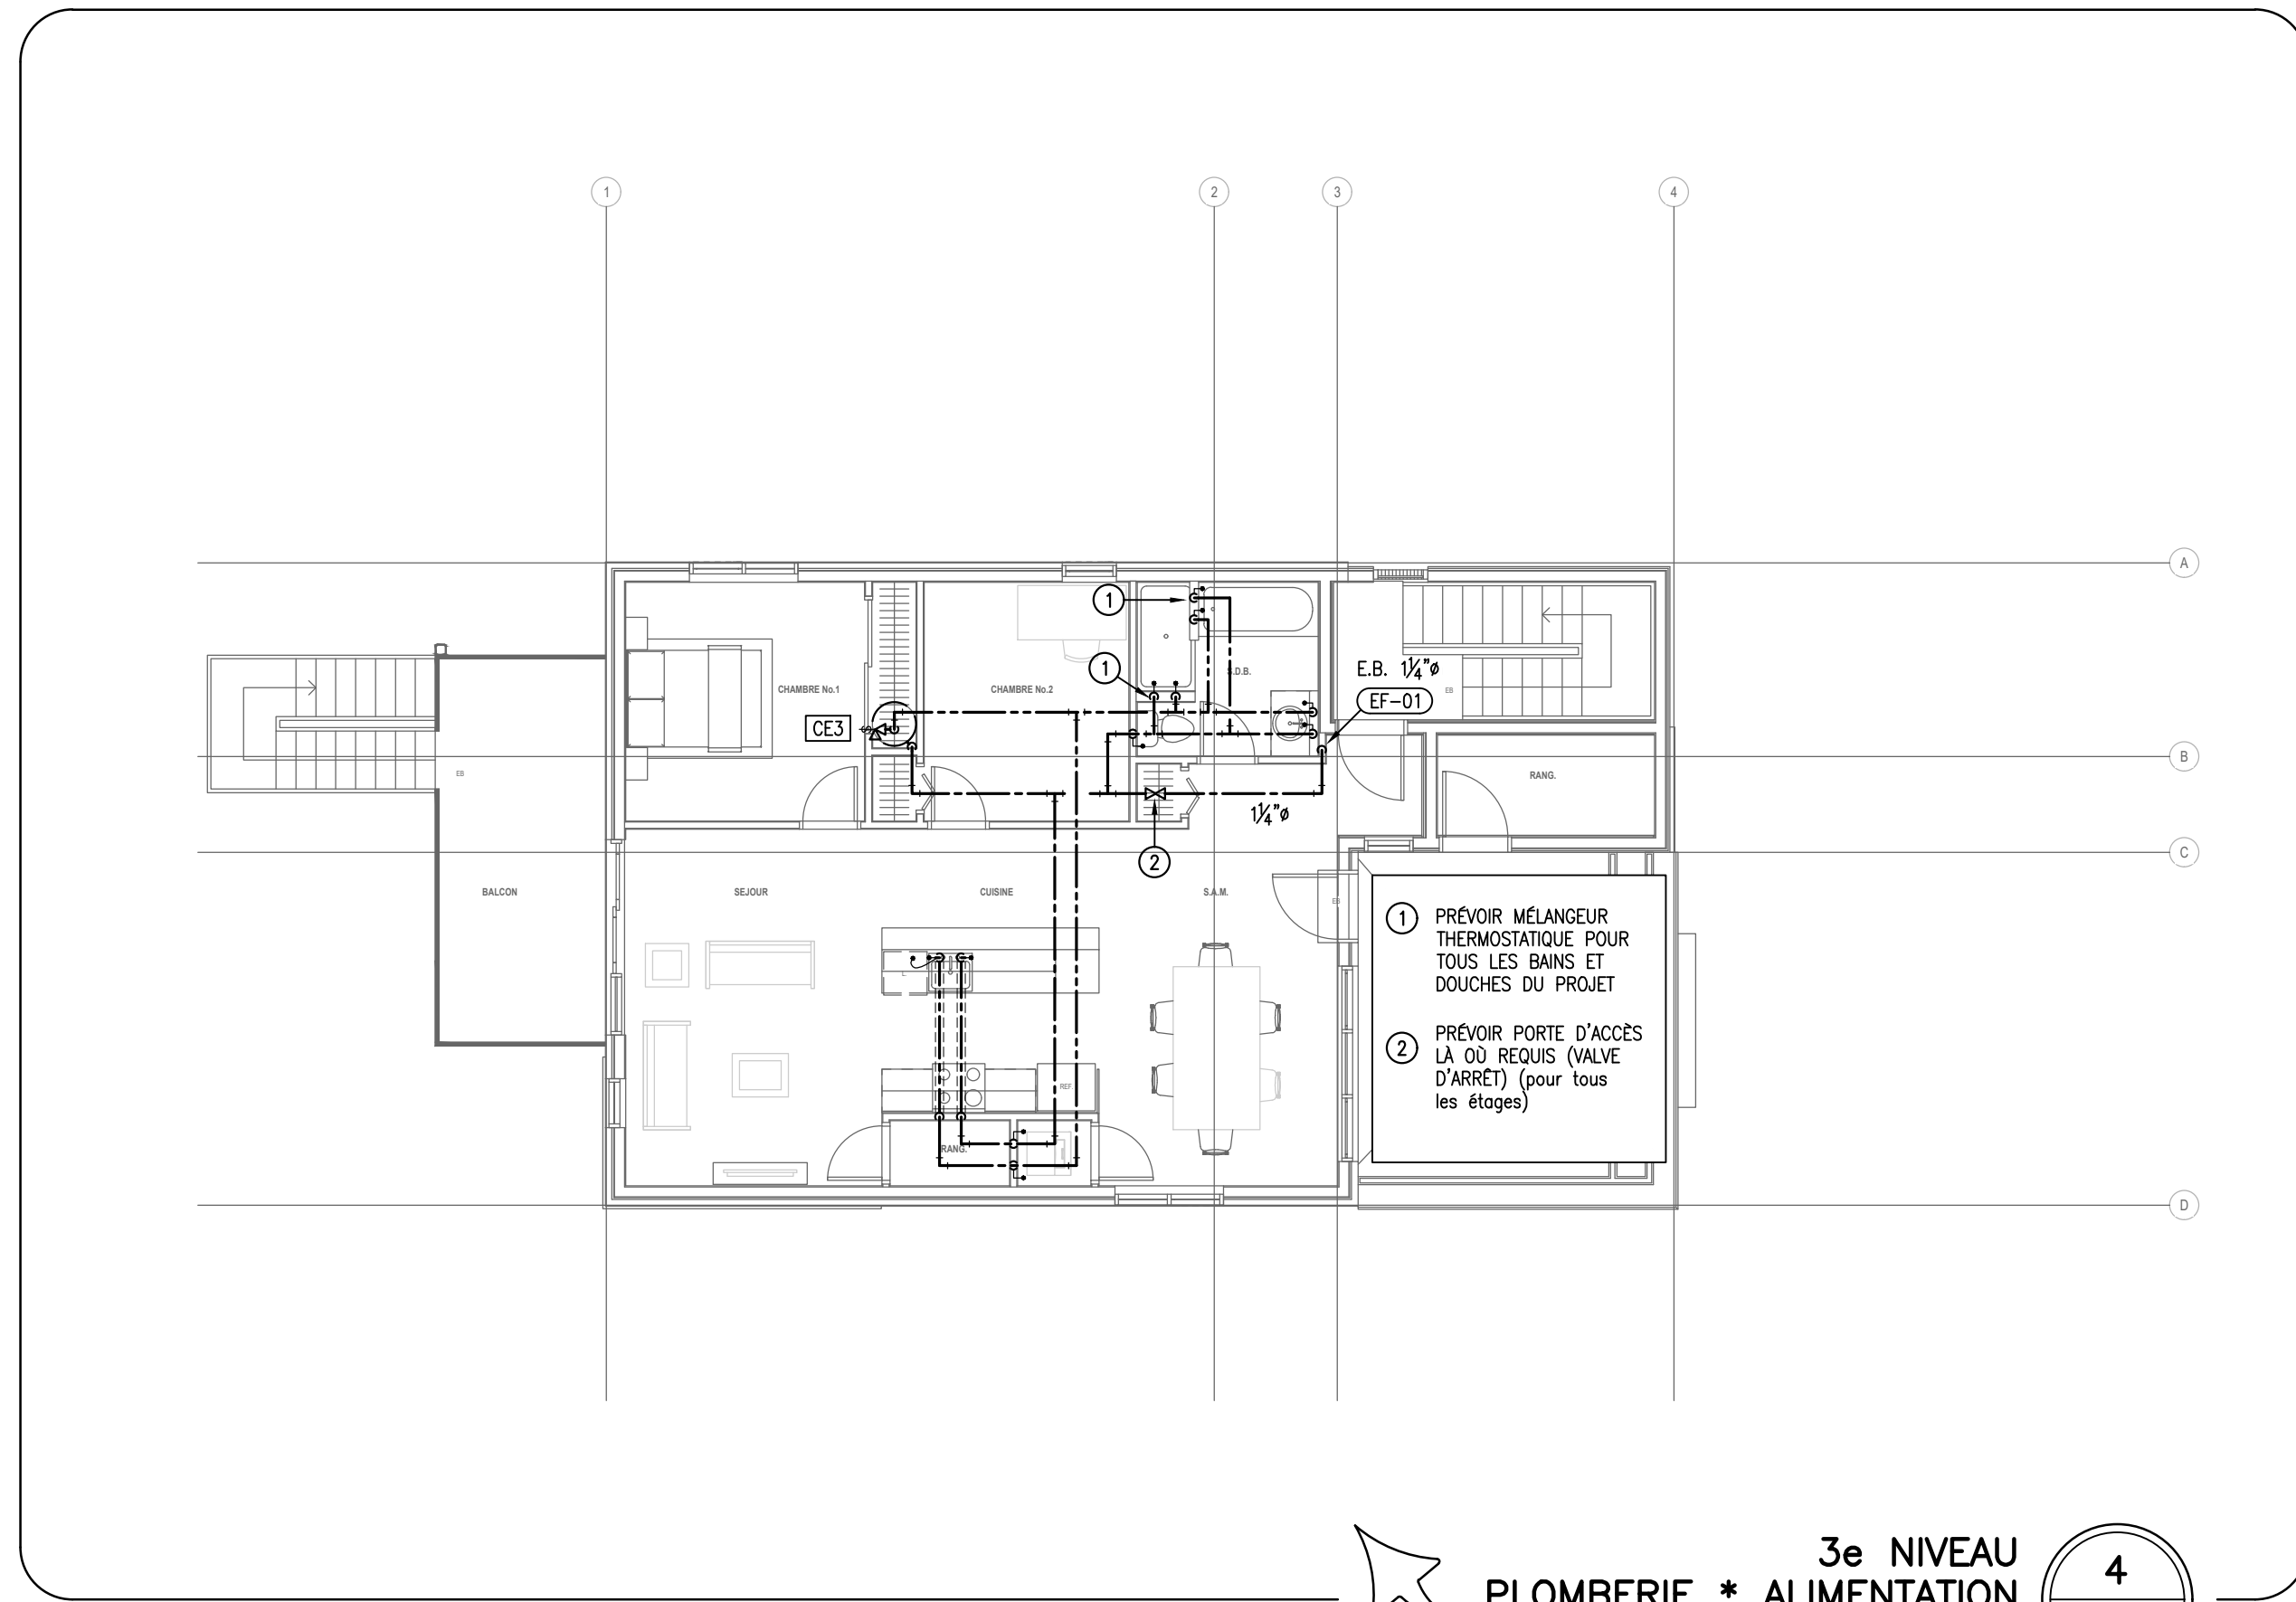 1
2
3
4
A
1
E.B. 1¼"ø
1
S.D.B.
CHAMBRE No.1
CHAMBRE No.2
EB
EF-01
CE3
B
EB
RANG.
1¼"ø
C
2
BALCON
SEJOUR
CUISINE
S.A.M.
L.
REF.
RANG.
1 PRÉVOIR MÉLANGEUR
THERMOSTATIQUE POUR
TOUS LES BAINS ET
DOUCHES DU PROJET
2 PRÉVOIR PORTE D'ACCÈS
LÀ OÙ REQUIS (VALVE
D'ARRÊT) (pour tous
les étages)
D
3e NIVEAU
PLOMBERIE * ALIMENTATION
4